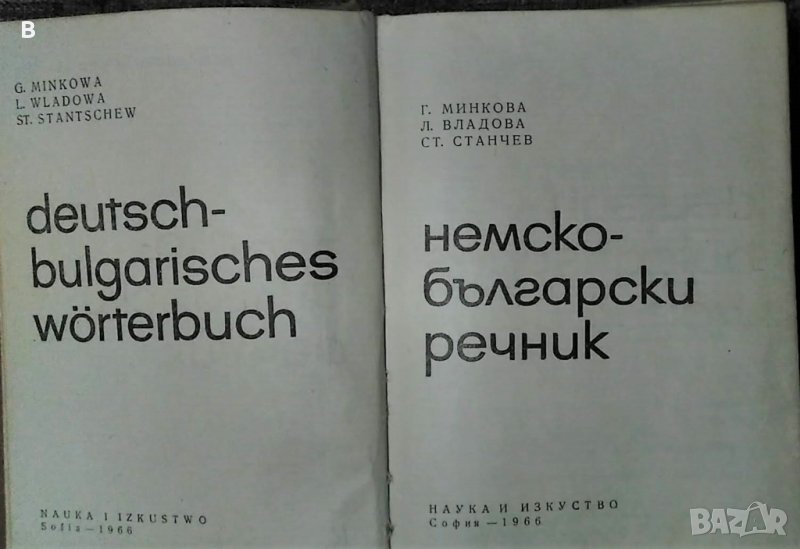 B
G. MINKOWA
L. WLADOWA
ST. STANTSCHEW
deutsch-
bulgarisches
wörterbuch
NAUKA I IZKUSTWO
Sofia — 1966
Г. МИНКОВА
Л. ВЛАДОВА
СТ. СТАНЧЕВ
немско-
български
речник
НАУКА И ИЗКУСТВО
София — 1966
BAZAR